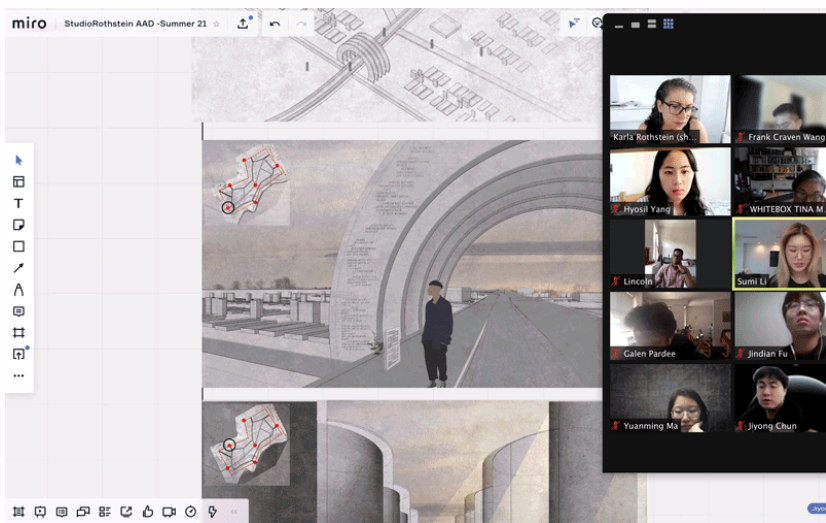 miro
StudioRothstein AAD -Summer 21
Karla Rothstein (sh...
Frank Craven Wang
Hyosil Yang
WHITEBOX TINA M.
Lincoln
Sumi Li
Galen Pardee
Jindian Fu
Yuanming Ma
Jiyong Chun